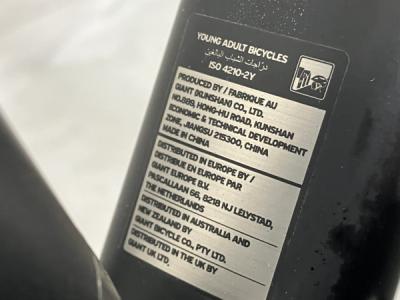 YOUNG ADULT BICYCLES
دراجات الشباب البالغين
ISO 4210-2Y
PRODUCED BY / FABRIQUE AU
GIANT (KUNSHAN) CO., LTD.
NO.889, HONG-HU ROAD, KUNSHAN
ECONOMIC & TECHNICAL DEVELOPMENT
ZONE, JIANGSU 215300, CHINA
MADE IN CHINA
DISTRIBUTED IN EUROPE BY /
DISTRIBUE EN EUROPE PAR
GIANT EUROPE B.V.
PASCALLAAN 66, 8218 NJ LELYSTAD,
THE NETHERLANDS
DISTRIBUTED IN AUSTRALIA AND
NEW ZEALAND BY
GIANT BICYCLE CO., PTY LTD.
DISTRIBUTED IN THE UK BY
GIANT UK LTD.